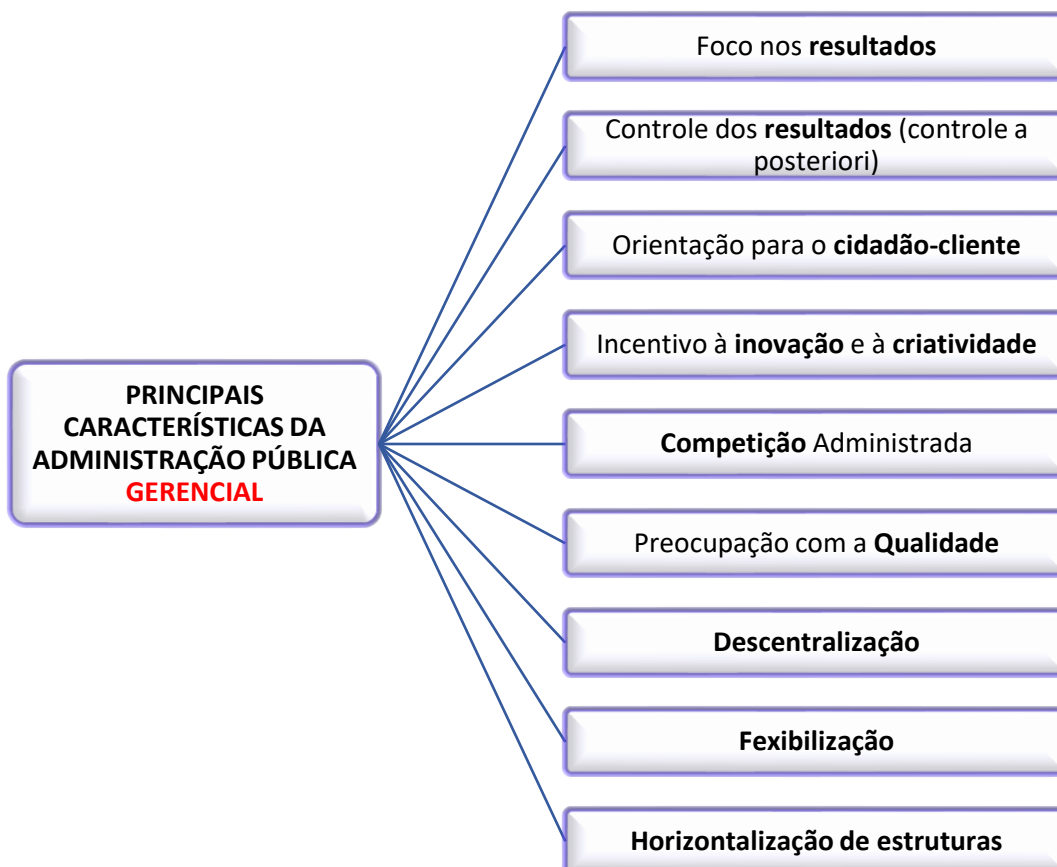 Foco nos resultados
Controle dos resultados (controle a
posteriori)
Orientação para o cidadão-cliente
Incentivo à inovação e à criatividade
PRINCIPAIS
CARACTERÍSTICAS DA
ADMINISTRAÇÃO PÚBLICA
GERENCIAL
Competição Administrada
Preocupação com a Qualidade
Descentralização
Fexibilização
Horizontalização de estruturas